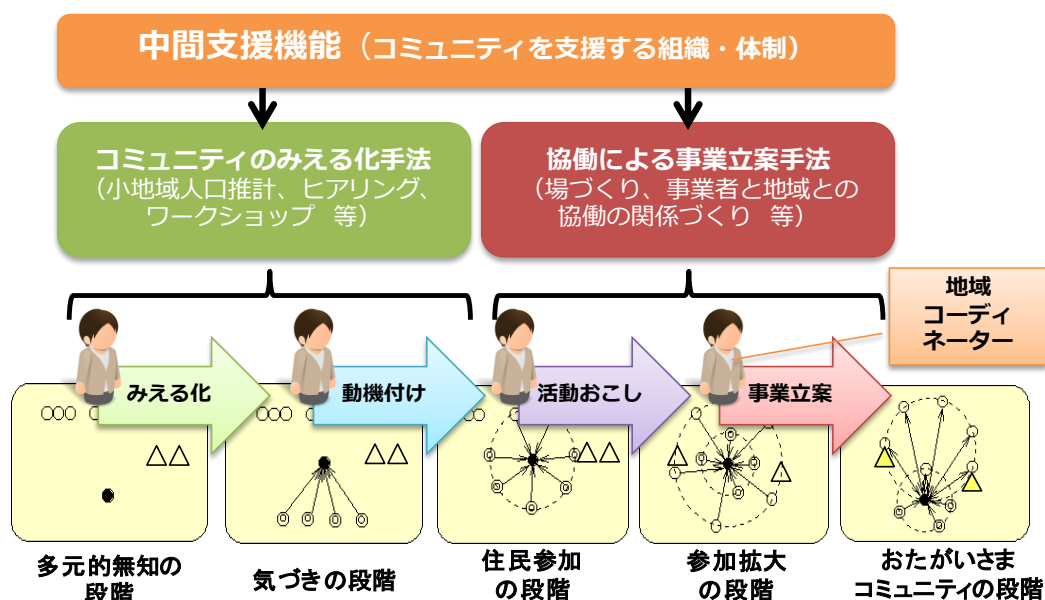 中間支援機能（コミュニティを支援する組織・体制）
コミュニティのみえる化手法
（小地域人口推計、ヒアリング、
ワークショップ 等）
協働による事業立案手法
（場づくり、事業者と地域との
協働の関係づくり 等）
地域
コーディ
ネーター
みえる化
動機付け
活動おこし
事業立案
多元的無知の
段階
気づきの段階
住民参加
の段階
参加拡大
の段階
おたがいさま
コミュニティの段階